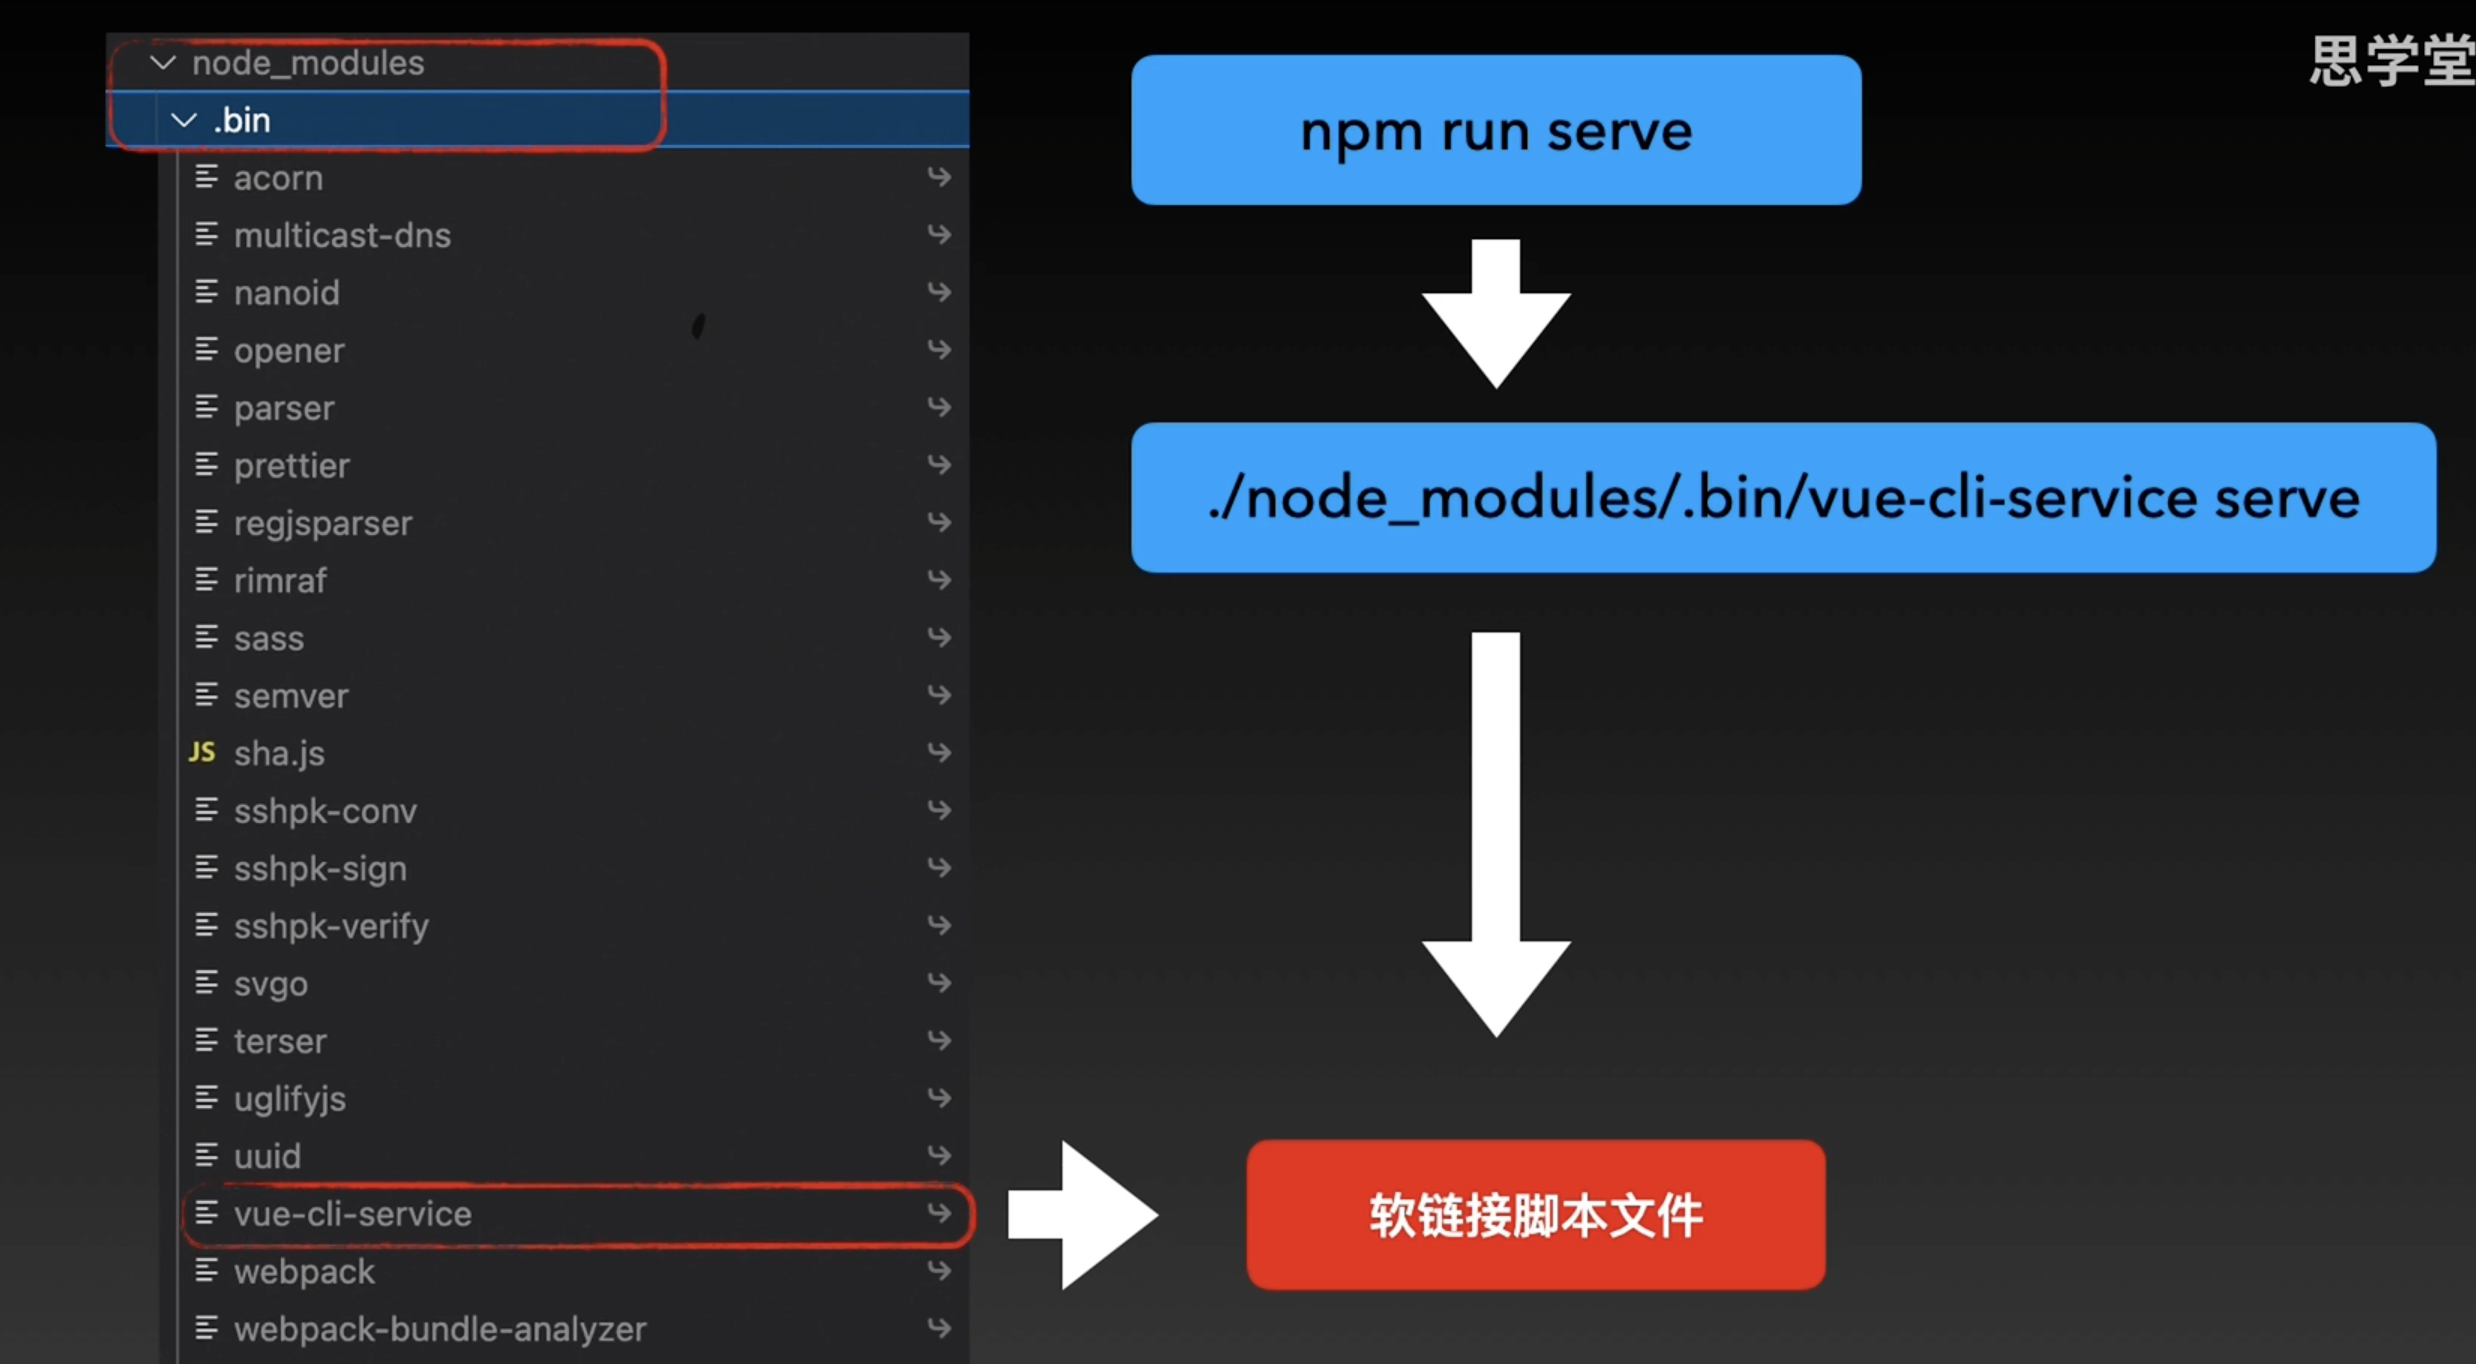 node_modules
.bin
acorn
multicast-dns
nanoid
opener
parser
prettier
regjsparser
rimraf
sass
semver
JS sha.js
sshpk-conv
sshpk-sign
sshpk-verify
svgo
terser
uglifyjs
uuid
vue-cli-service
webpack
webpack-bundle-analyzer
npm run serve
./node_modules/.bin/vue-cli-service serve
软链接脚本文件
思学堂